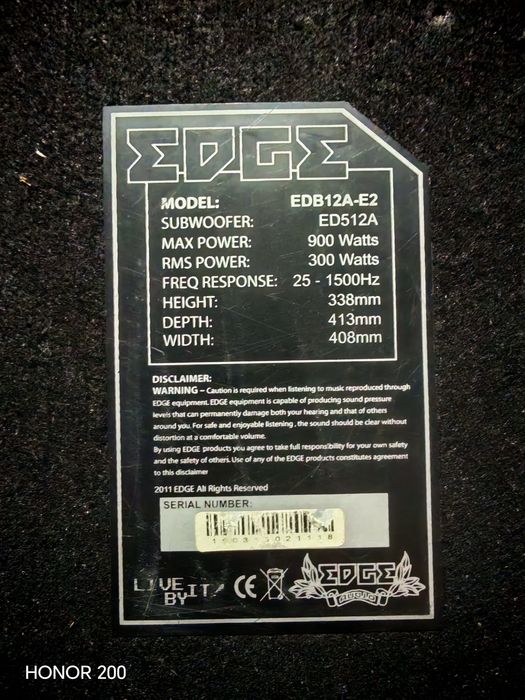 EDGE
MODEL: EDB12A-E2
SUBWOOFER: ED512A
MAX POWER: 900 Watts
RMS POWER: 300 Watts
FREQ RESPONSE: 25 - 1500Hz
HEIGHT: 338mm
DEPTH: 413mm
WIDTH: 408mm
DISCLAIMER:
WARNING – Caution is required when listening to music reproduced through
EDGE equipment. EDGE equipment is capable of producing sound pressure
levels that can permanently damage both your hearing and that of others
around you. For safe and enjoyable listening , the sound should be clear without
distortion at a comfortable volume.
By using EDGE products you agree to take full responsibility for your own safety
and the safety of others. Use of any of the EDGE products constitutes agreement
to this disclaimer
2011 EDGE All Rights Reserved
SERIAL NUMBER:
LIVE
BY IT/
CE
EDGE
AUDIO
HONOR 200